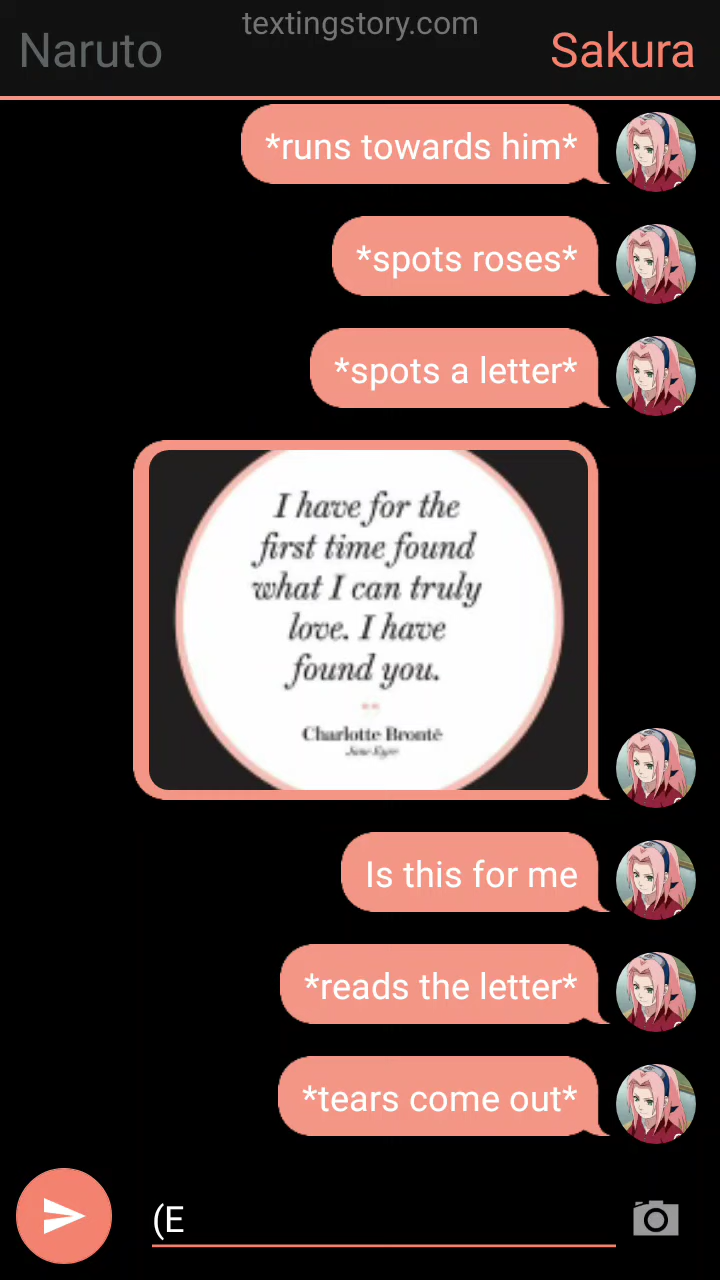 textingstory.com
Naruto
Sakura
*runs towards him*
*spots roses*
*spots a letter*
I have for the
first time found
what I can truly
love. I have
found you.
Charlotte Brontë
Jane Eyre
Is this for me
*reads the letter*
*tears come out*
(E